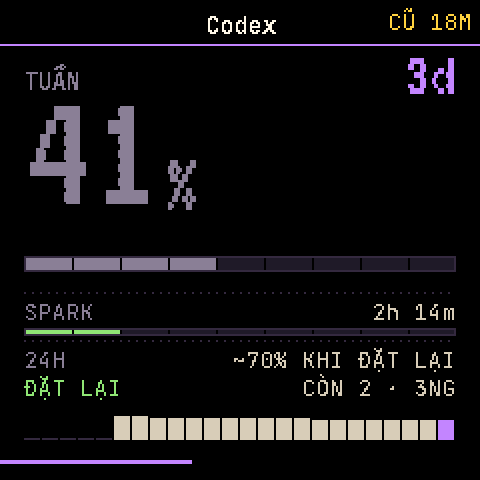 Codex
CŨ 18M
TUẦN
3d
41%
SPARK 2h 14m
24H ~70% KHI ĐẶT LẠI
ĐẶT LẠI CÒN 2 · 3NG